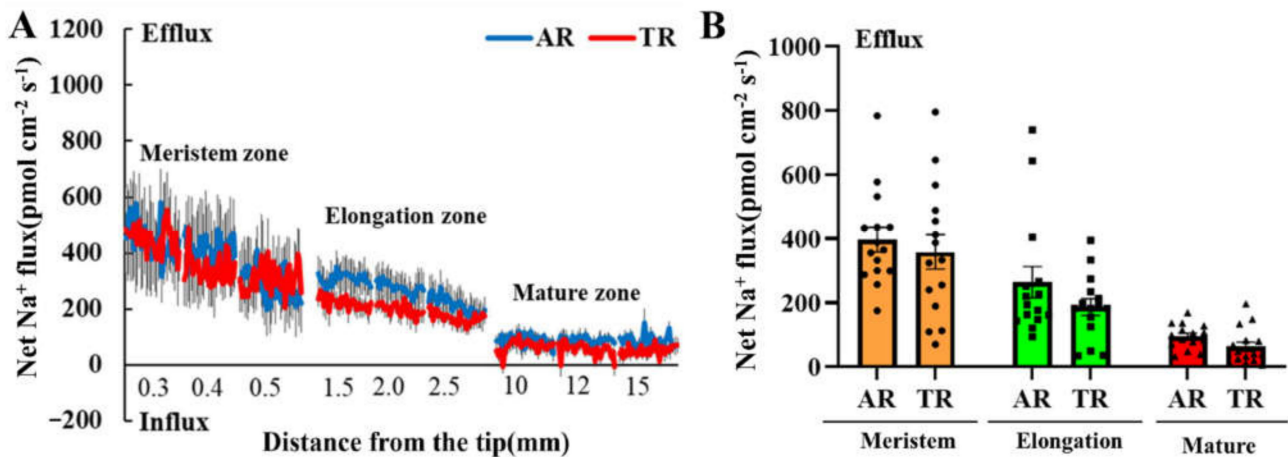 A
Net Na⁺ flux(pmol cm⁻² s⁻¹)
1200
1000
800
600
400
200
0
−200
Efflux
AR TR
Meristem zone
Elongation zone
Mature zone
0.3 0.4 0.5 1.5 2.0 2.5 10 12 15
Influx
Distance from the tip(mm)
B
Net Na⁺ flux(pmol cm⁻² s⁻¹)
1000
800
600
400
200
0
Efflux
AR TR AR TR AR TR
Meristem Elongation Mature